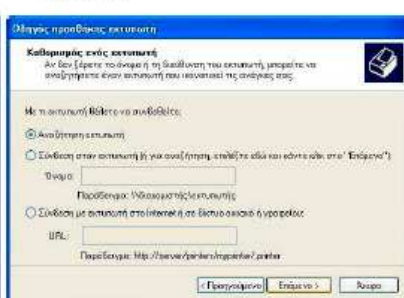 Οδηγός προσθήκης εκτυπωτή
Καθορισμός ενός εκτυπωτή
Αν δεν ξέρετε το όνομα ή τη διεύθυνση του εκτυπωτή, μπορείτε να
αναζητήσετε έναν εκτυπωτή που ικανοποιεί τις ανάγκες σας.
Με τι εκτυπωτή θέλετε να συνδεθείτε;
Αναζήτηση εκτυπωτή
Σύνδεση στον εκτυπωτή (ή για αναζήτηση, επιλέξτε εδώ και κάντε κλικ στο "Επόμενο")
Όνομα:
Παράδειγμα: \\διακομιστής\εκτυπωτής
Σύνδεση με εκτυπωτή στο Internet ή σε δίκτυο οικιακό ή γραφείου:
URL:
Παράδειγμα: http://server/printers/myprinter/.printer
< Προηγούμενο Επόμενο > Άκυρο